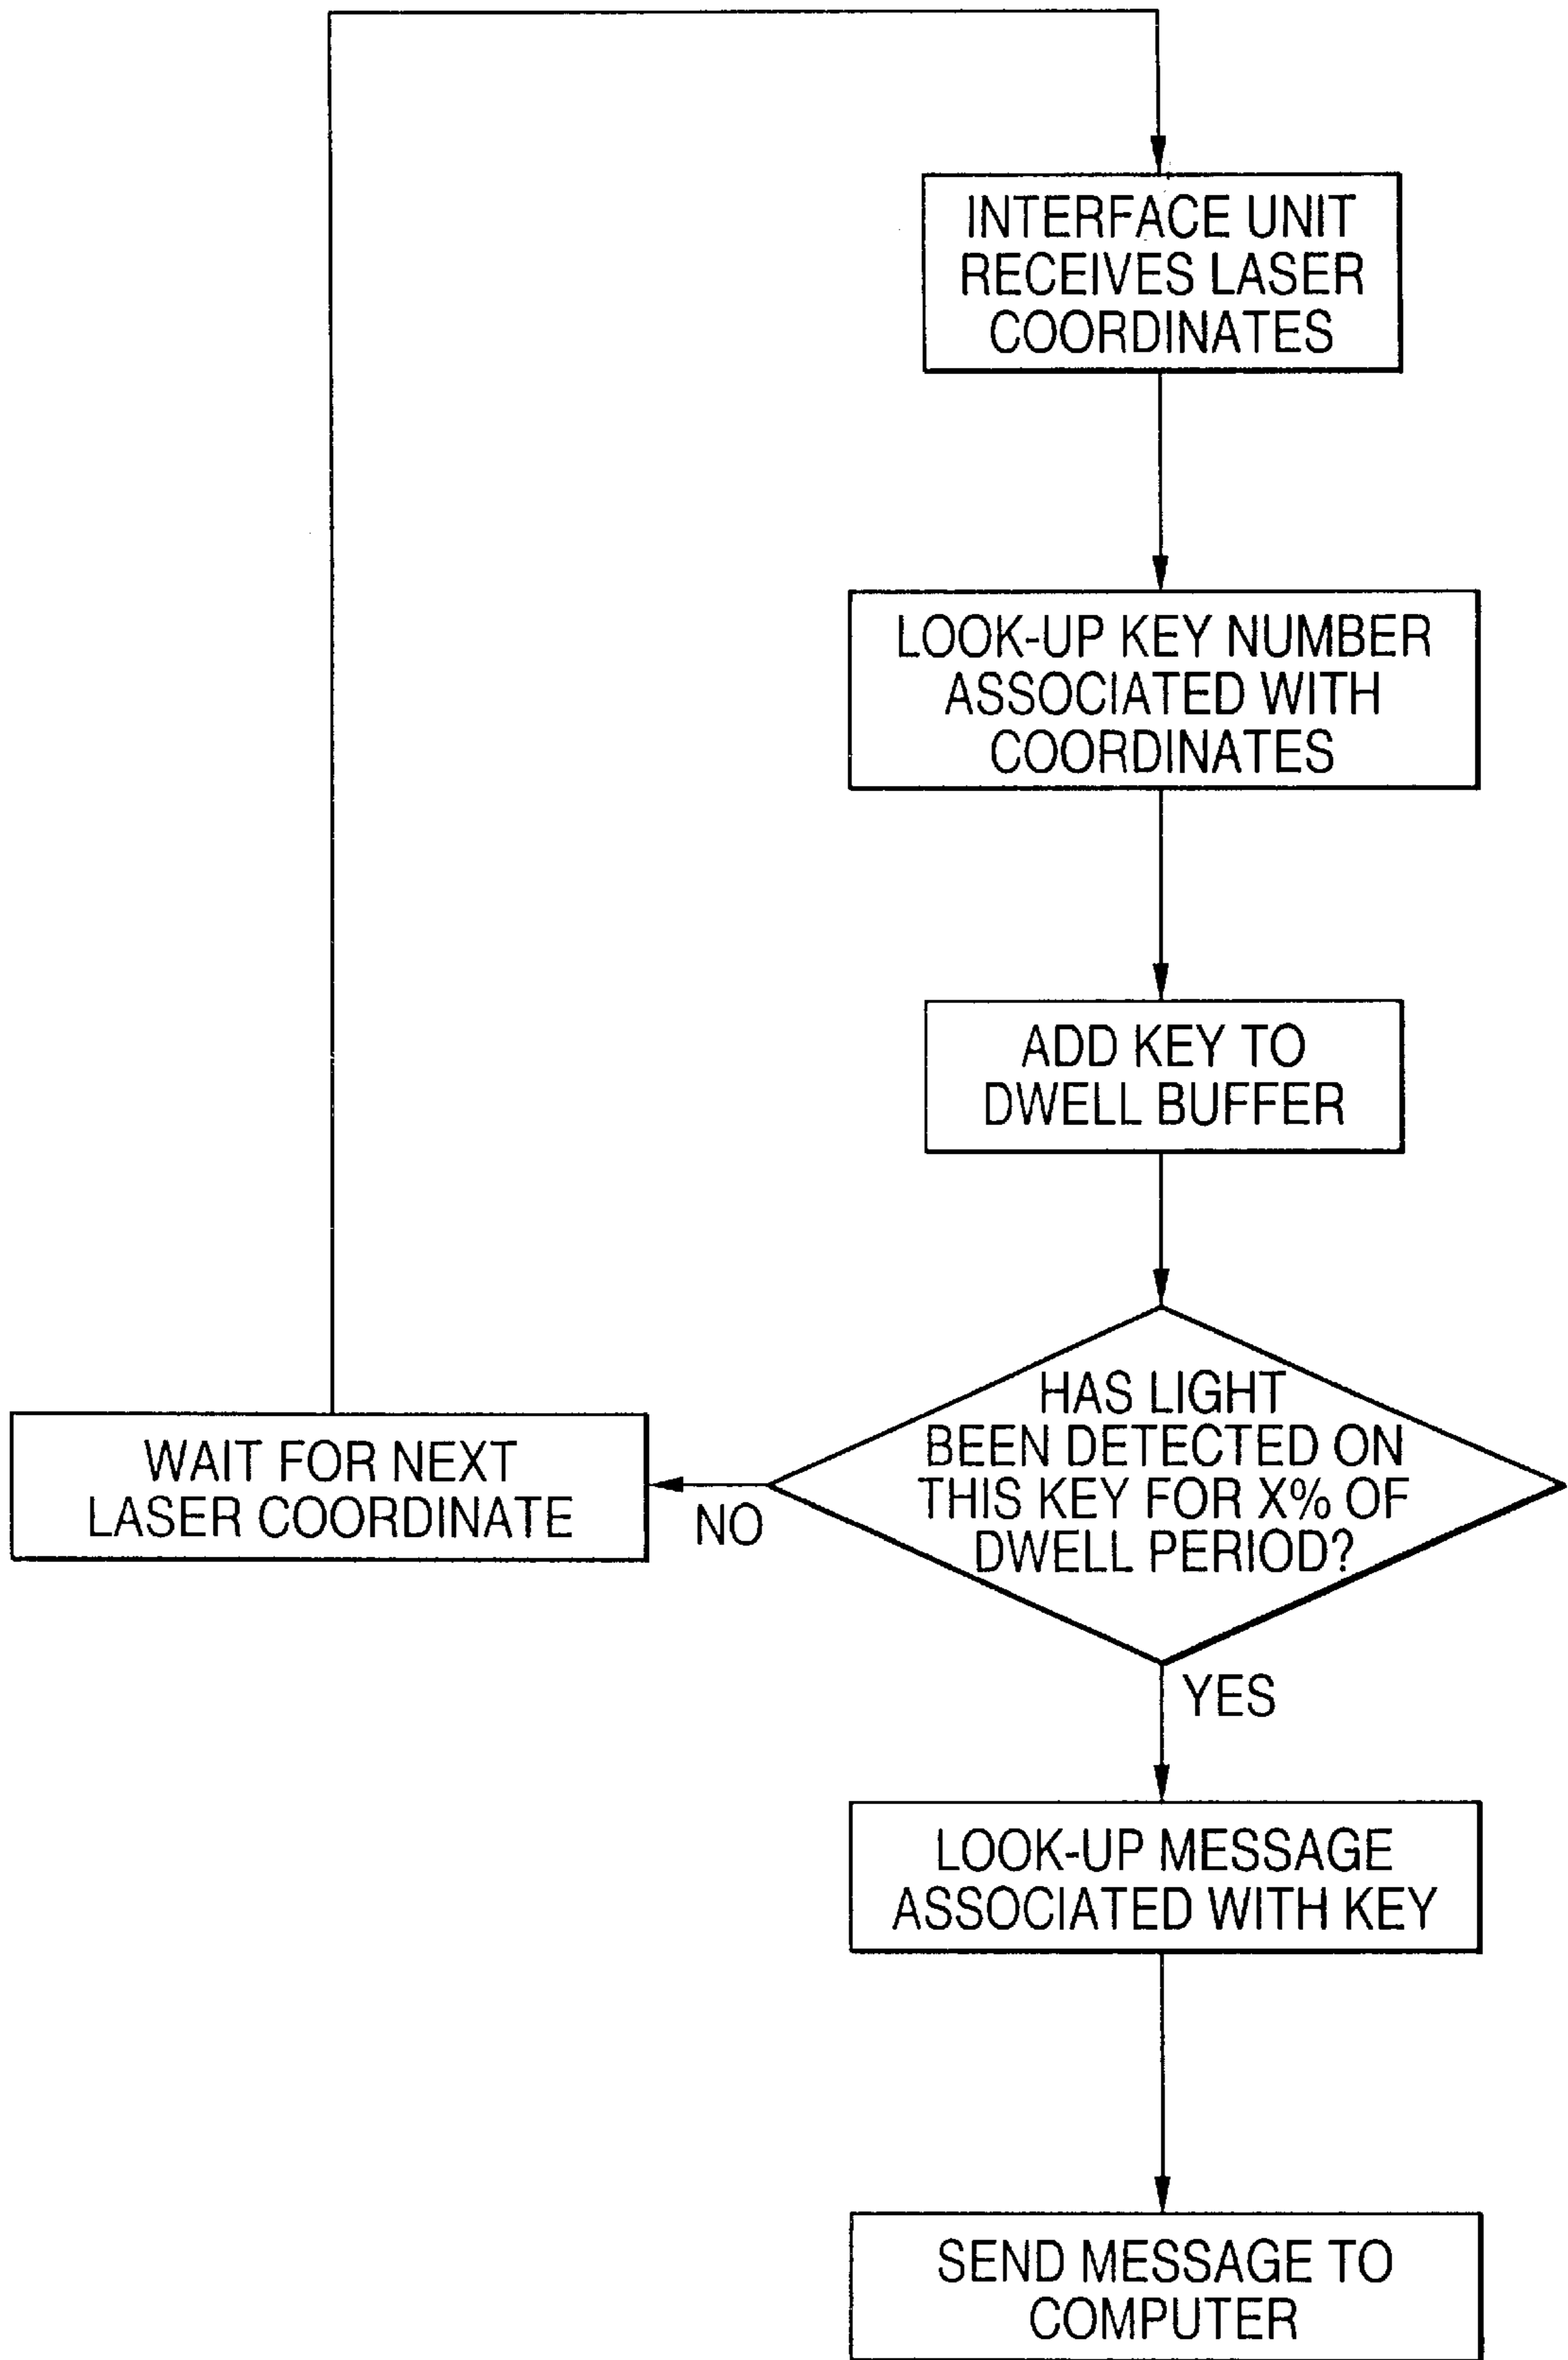 INTERFACE UNIT
RECEIVES LASER
COORDINATES
LOOK-UP KEY NUMBER
ASSOCIATED WITH
COORDINATES
ADD KEY TO
DWELL BUFFER
HAS LIGHT
BEEN DETECTED ON
THIS KEY FOR X% OF
DWELL PERIOD?
NO
WAIT FOR NEXT
LASER COORDINATE
YES
LOOK-UP MESSAGE
ASSOCIATED WITH KEY
SEND MESSAGE TO
COMPUTER